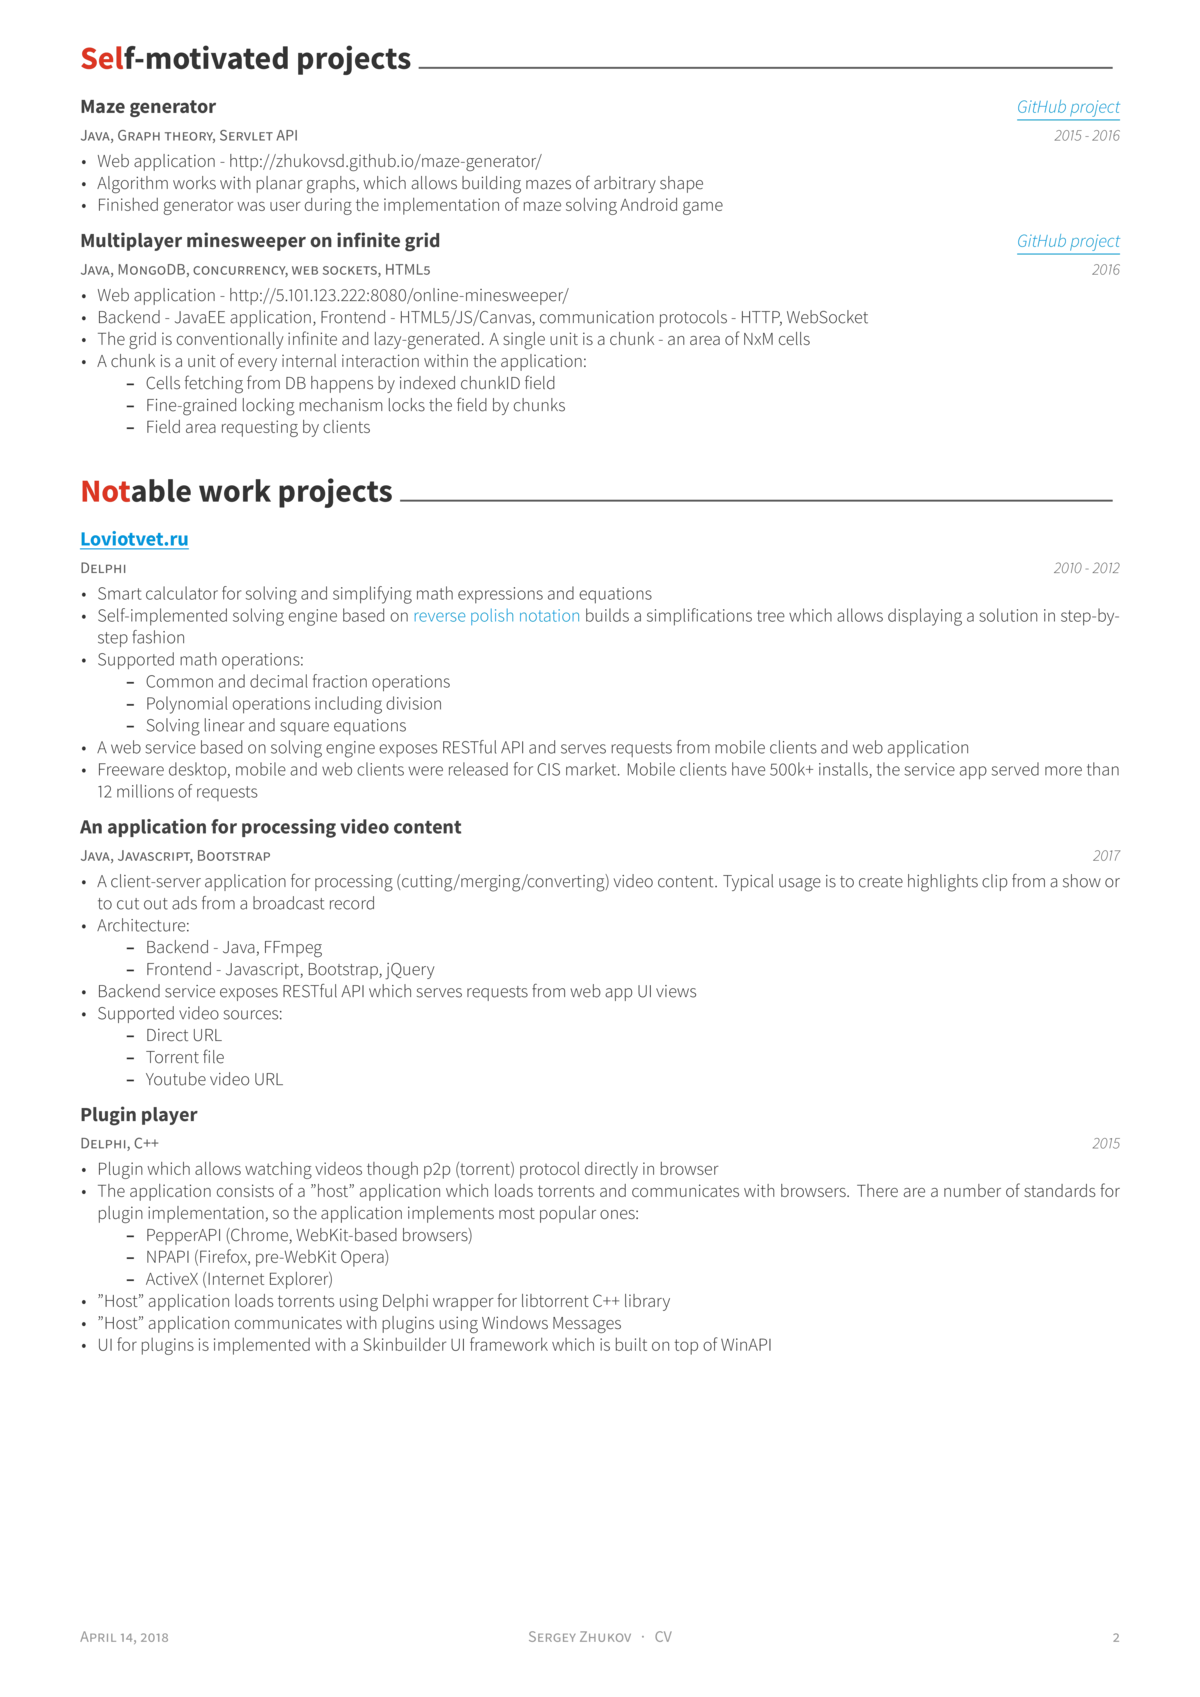 Self-motivated projects
Maze generator GitHub project
Java, Graph theory, Servlet API 2015 - 2016
• Web application - http://zhukovsd.github.io/maze-generator/
• Algorithm works with planar graphs, which allows building mazes of arbitrary shape
• Finished generator was user during the implementation of maze solving Android game
Multiplayer minesweeper on infinite grid GitHub project
Java, MongoDB, concurrency, web sockets, HTML5 2016
• Web application - http://5.101.123.222:8080/online-minesweeper/
• Backend - JavaEE application, Frontend - HTML5/JS/Canvas, communication protocols - HTTP, WebSocket
• The grid is conventionally infinite and lazy-generated. A single unit is a chunk - an area of NxM cells
• A chunk is a unit of every internal interaction within the application:
– Cells fetching from DB happens by indexed chunkID field
– Fine-grained locking mechanism locks the field by chunks
– Field area requesting by clients
Notable work projects
Loviotvet.ru
Delphi 2010 - 2012
• Smart calculator for solving and simplifying math expressions and equations
• Self-implemented solving engine based on reverse polish notation builds a simplifications tree which allows displaying a solution in step-by-
step fashion
• Supported math operations:
– Common and decimal fraction operations
– Polynomial operations including division
– Solving linear and square equations
• A web service based on solving engine exposes RESTful API and serves requests from mobile clients and web application
• Freeware desktop, mobile and web clients were released for CIS market. Mobile clients have 500k+ installs, the service app served more than
12 millions of requests
An application for processing video content
Java, Javascript, Bootstrap 2017
• A client-server application for processing (cutting/merging/converting) video content. Typical usage is to create highlights clip from a show or
to cut out ads from a broadcast record
• Architecture:
– Backend - Java, FFmpeg
– Frontend - Javascript, Bootstrap, jQuery
• Backend service exposes RESTful API which serves requests from web app UI views
• Supported video sources:
– Direct URL
– Torrent file
– Youtube video URL
Plugin player
Delphi, C++ 2015
• Plugin which allows watching videos though p2p (torrent) protocol directly in browser
• The application consists of a ”host” application which loads torrents and communicates with browsers. There are a number of standards for
plugin implementation, so the application implements most popular ones:
– PepperAPI (Chrome, WebKit-based browsers)
– NPAPI (Firefox, pre-WebKit Opera)
– ActiveX (Internet Explorer)
• ”Host” application loads torrents using Delphi wrapper for libtorrent C++ library
• ”Host” application communicates with plugins using Windows Messages
• UI for plugins is implemented with a Skinbuilder UI framework which is built on top of WinAPI
April 14, 2018 Sergey Zhukov · CV 2